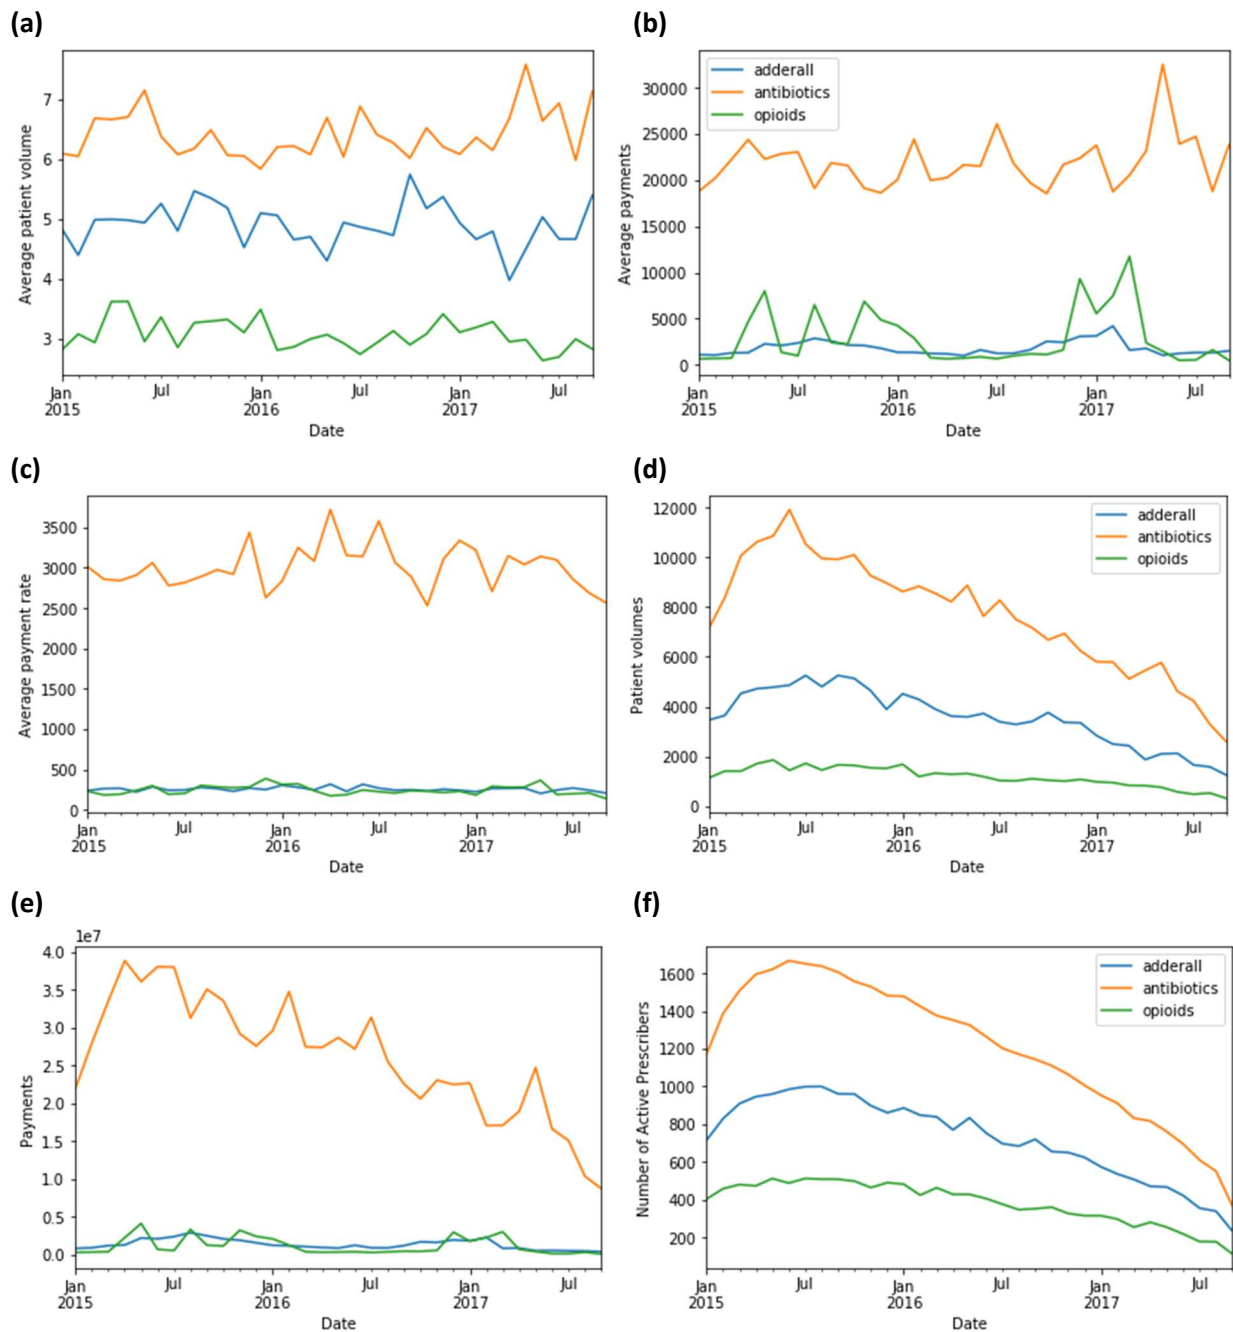 (a)
7
6
5
4
3
Average patient volume
Jan
2015
Jul
Jan
2016
Jul
Jan
2017
Jul
Date
(b)
adderall
antibiotics
opioids
30000
25000
20000
15000
10000
5000
0
Average payments
Jan
2015
Jul
Jan
2016
Jul
Jan
2017
Jul
Date
(c)
3500
3000
2500
2000
1500
1000
500
0
Average payment rate
Jan
2015
Jul
Jan
2016
Jul
Jan
2017
Jul
Date
(d)
adderall
antibiotics
opioids
12000
10000
8000
6000
4000
2000
0
Patient volumes
Jan
2015
Jul
Jan
2016
Jul
Jan
2017
Jul
Date
(e)
1e7
4.0
3.5
3.0
2.5
2.0
1.5
1.0
0.5
0.0
Payments
Jan
2015
Jul
Jan
2016
Jul
Jan
2017
Jul
Date
(f)
adderall
antibiotics
opioids
1600
1400
1200
1000
800
600
400
200
Number of Active Prescribers
Jan
2015
Jul
Jan
2016
Jul
Jan
2017
Jul
Date